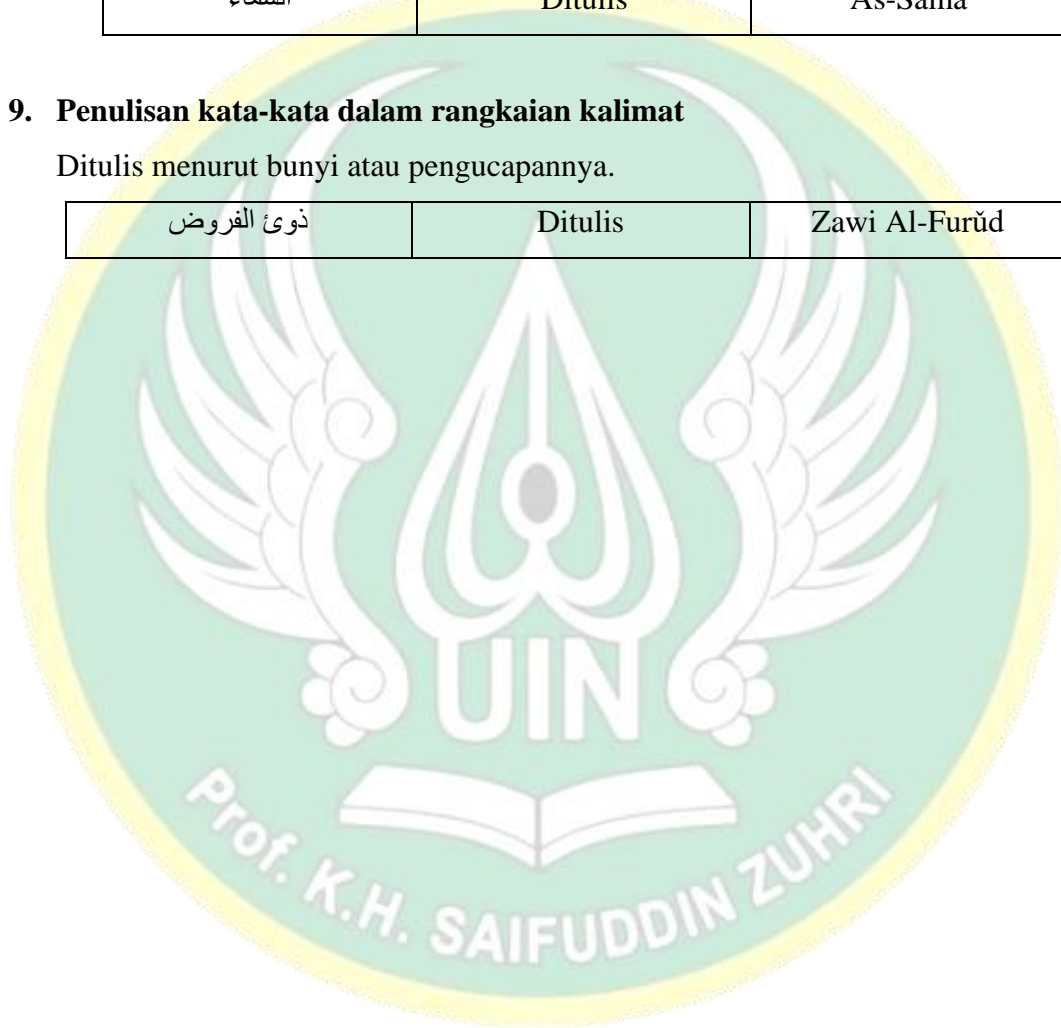 Ditulis As-Sama
9. Penulisan kata-kata dalam rangkaian kalimat
Ditulis menurut bunyi atau pengucapannya.
ذوئ الفروض Ditulis Zawi Al-Furŭd
UIN
Prof. K.H. SAIFUDDIN ZUHRI